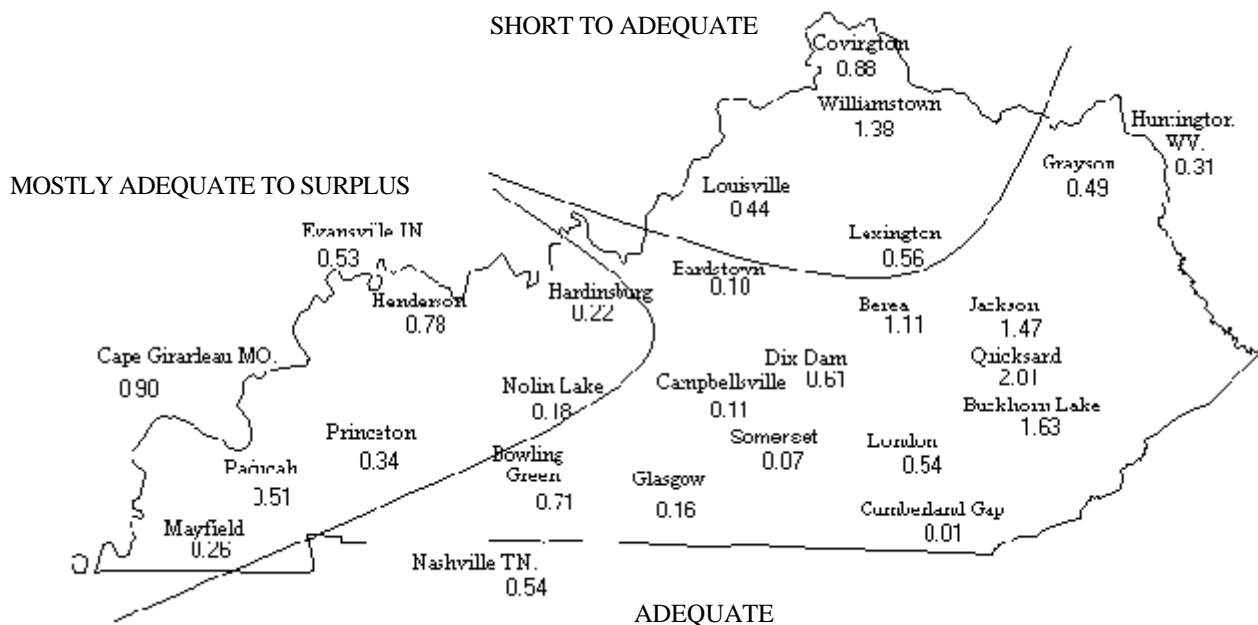 SHORT TO ADEQUATE
Covington
0.88
Williamstown
1.38
Huntington
WV.
0.31
Grayson
0.49
MOSTLY ADEQUATE TO SURPLUS
Louisville
0.44
Evansville IN
0.53
Lexington
0.56
Eardstown
0.10
Henderson
0.78
Hardinsburg
0.22
Berea
1.11
Jackson
1.47
Cape Girardeau MO.
0.90
Dix Dam
0.61
Quicksard
2.01
Nolin Lake
0.18
Campbellsville
0.11
Buckhorn Lake
1.63
Princeton
0.34
Somerset
0.07
London
0.54
Paducah
0.51
Bowling
Green
0.71
Glasgow
0.16
Mayfield
0.26
Cumberland Gap
0.01
Nashville TN.
0.54
ADEQUATE